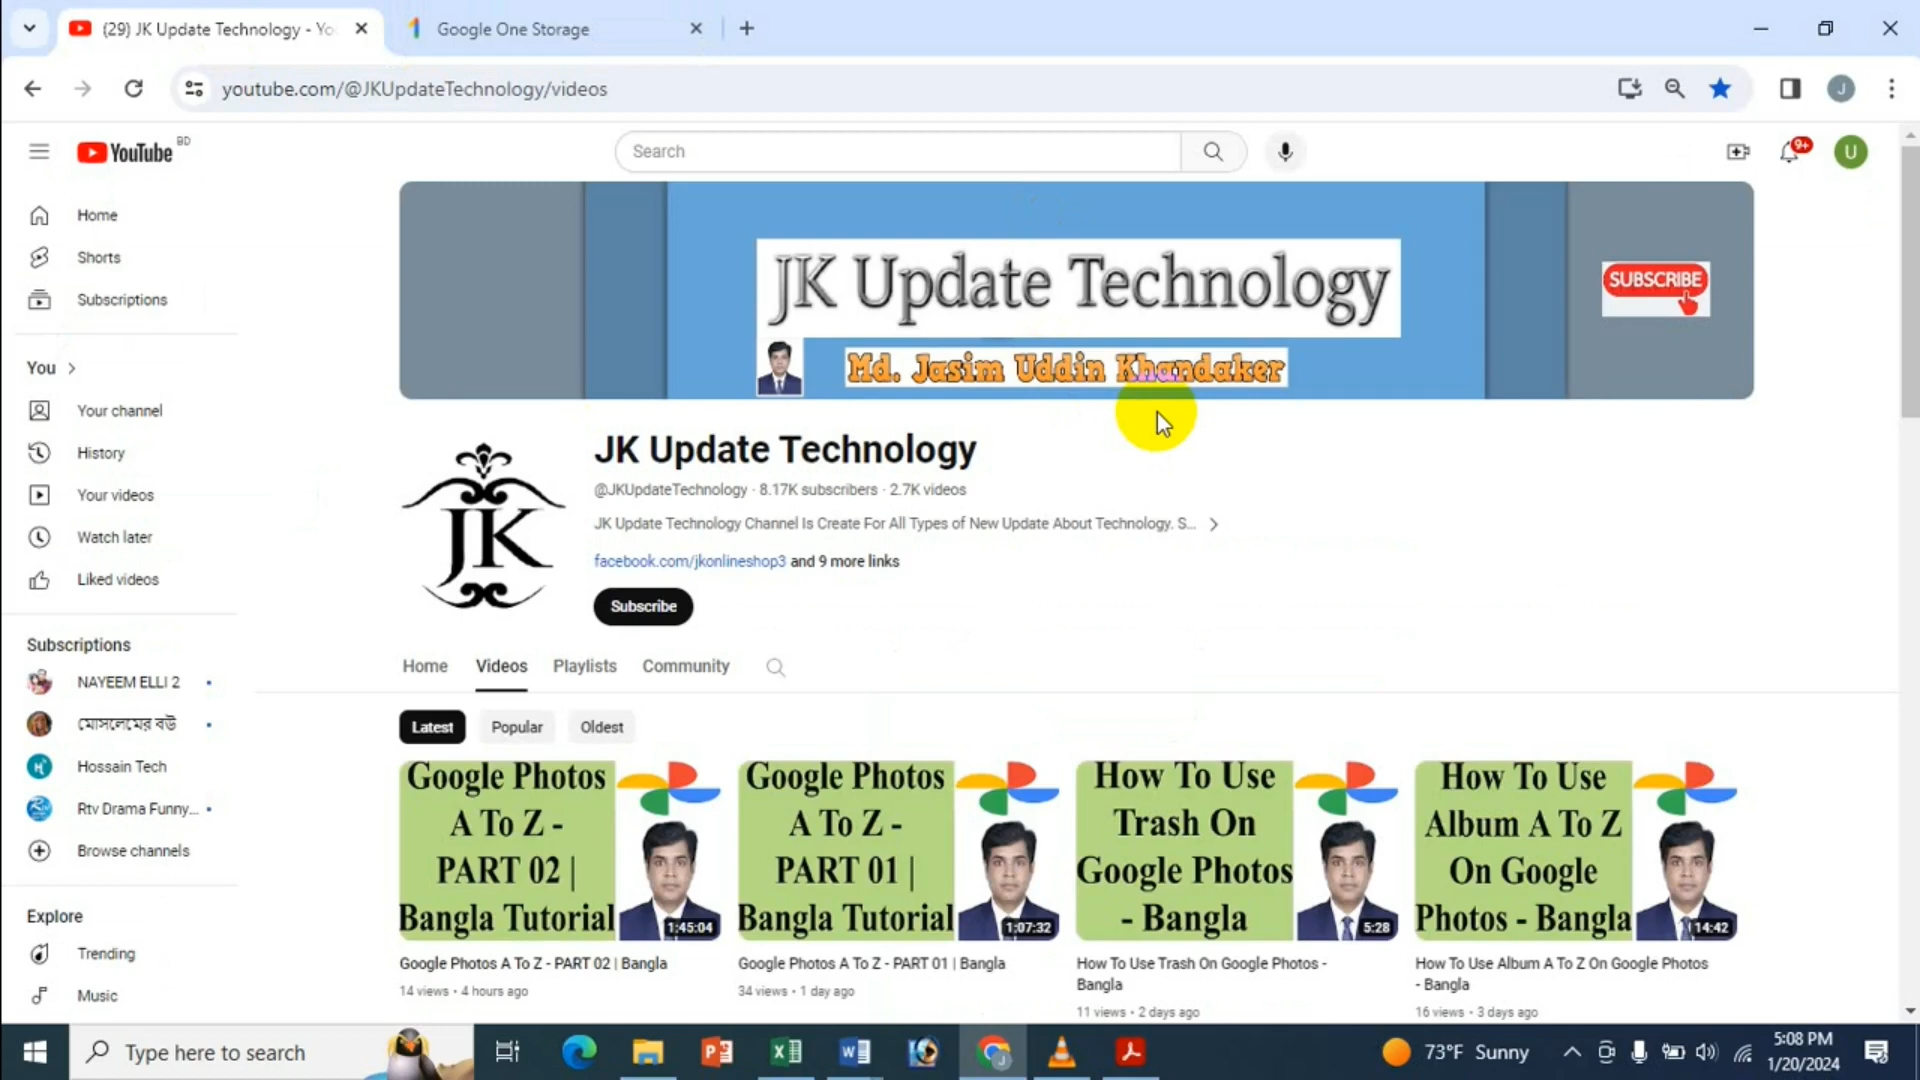 (29) JK Update Technology - Yo
Google One Storage
youtube.com/@JKUpdateTechnology/videos
J
YouTube BD
Search
9+
U
Home
Shorts
Subscriptions
You
Your channel
History
Your videos
Watch later
Liked videos
Subscriptions
NAYEEM ELLI 2
মোসলেমের বউ
Hossain Tech
Rtv Drama Funny...
Browse channels
Explore
Trending
Music
JK Update Technology
Md. Jasim Uddin Khandaker
SUBSCRIBE
JK
JK Update Technology
@JKUpdateTechnology · 8.17K subscribers · 2.7K videos
JK Update Technology Channel Is Create For All Types of New Update About Technology. S...
facebook.com/jkonlineshop3 and 9 more links
Subscribe
Home Videos Playlists Community
Latest Popular Oldest
Google Photos
A To Z -
PART 02 |
Bangla Tutorial
1:45:04
Google Photos A To Z - PART 02 | Bangla
14 views · 4 hours ago
Google Photos
A To Z -
PART 01 |
Bangla Tutorial
1:07:32
Google Photos A To Z - PART 01 | Bangla
34 views · 1 day ago
How To Use
Trash On
Google Photos
- Bangla
5:28
How To Use Trash On Google Photos -
Bangla
11 views · 2 days ago
How To Use
Album A To Z
On Google
Photos - Bangla
14:42
How To Use Album A To Z On Google Photos
- Bangla
16 views · 3 days ago
Type here to search
73°F Sunny
5:08 PM
1/20/2024